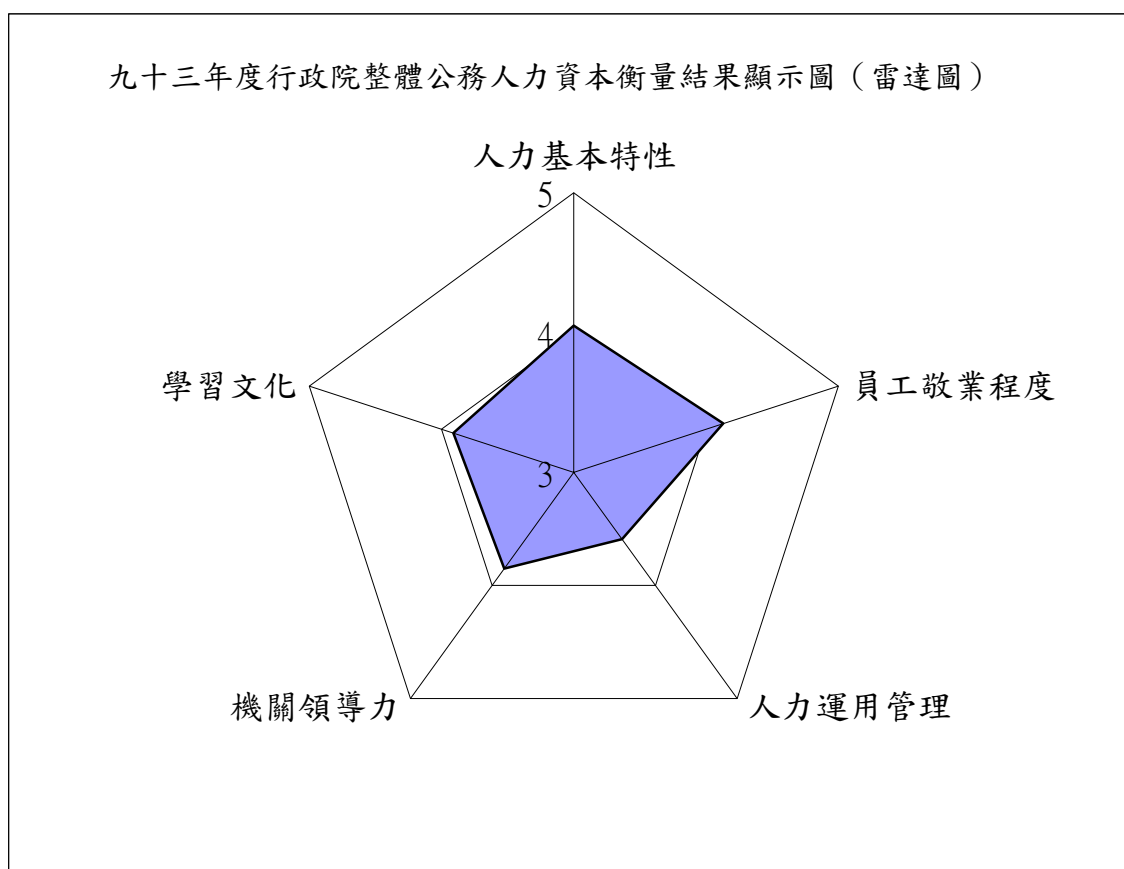 九十三年度行政院整體公務人力資本衡量結果顯示圖（雷達圖）
人力基本特性
5
4
學習文化
員工敬業程度
3
機關領導力
人力運用管理